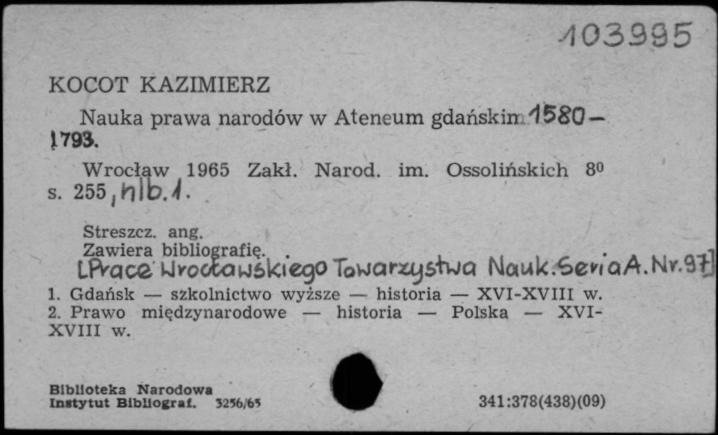 103995
KOCOT KAZIMIERZ
Nauka prawa narodów w Ateneum gdańskim 1580–
1793.
Wrocław 1965 Zakł. Narod. im. Ossolińskich 8⁰
s. 255, nlb. 1.
Streszcz. ang.
Zawiera bibliografię.
[Prace Wrocławskiego Towarzystwa Nauk. Seria A. Nr. 97]
1. Gdańsk — szkolnictwo wyższe — historia — XVI-XVIII w.
2. Prawo międzynarodowe — historia — Polska — XVI-
XVIII w.
Biblioteka Narodowa
Instytut Bibliograf. 3256/65
341:378(438)(09)